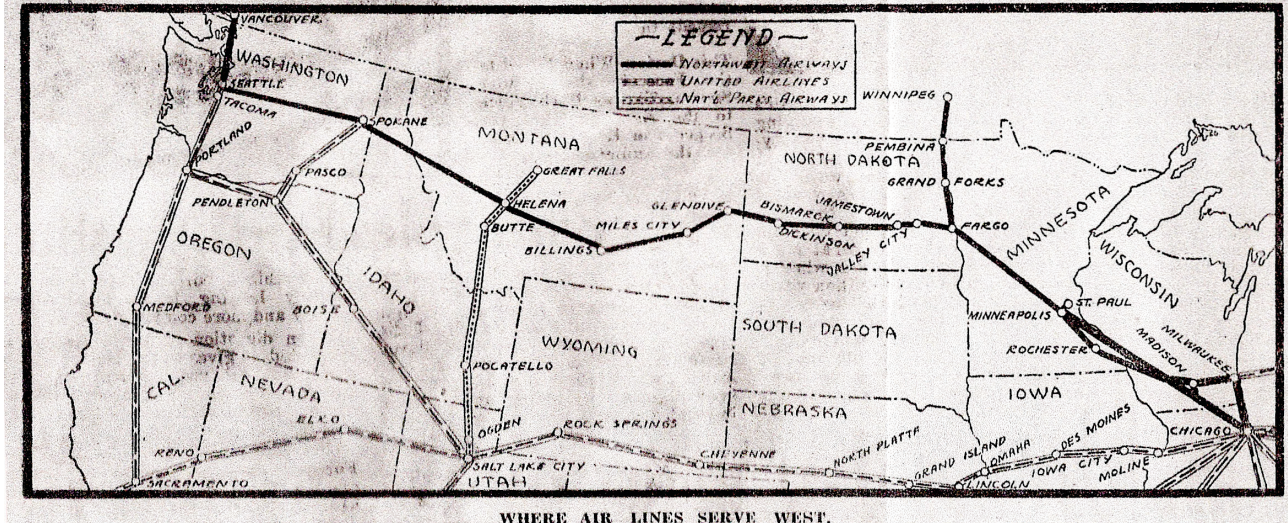 VANCOUVER.
—LEGEND—
NORTHWEST AIRWAYS
UNITED AIRLINES
NAT'L PARKS AIRWAYS
WASHINGTON
SEATTLE
TACOMA
SPOKANE
WINNIPEG
MONTANA
PEMBINA
NORTH DAKOTA
PORTLAND
PASCO
GREAT FALLS
GRAND FORKS
PENDLETON
HELENA
GLENDIVE
BISMARCK
JAMESTOWN
MINNESOTA
BUTTE
MILES CITY
DICKINSON
VALLEY CITY
FARGO
OREGON
BILLINGS
WISCONSIN
IDAHO
MEDFORD
BOISE
ST. PAUL
MINNEAPOLIS
SOUTH DAKOTA
WYOMING
ROCHESTER
MADISON
MILWAUKEE
POCATELLO
CAL.
NEVADA
IOWA
NEBRASKA
ELKO
OGDEN
ROCK SPRINGS
DES MOINES
CHICAGO
RENO
CHEYENNE
NORTH PLATTE
GRAND ISLAND
OMAHA
IOWA CITY
MOLINE
SALT LAKE CITY
SACRAMENTO
UTAH
LINCOLN
WHERE AIR LINES SERVE WEST.